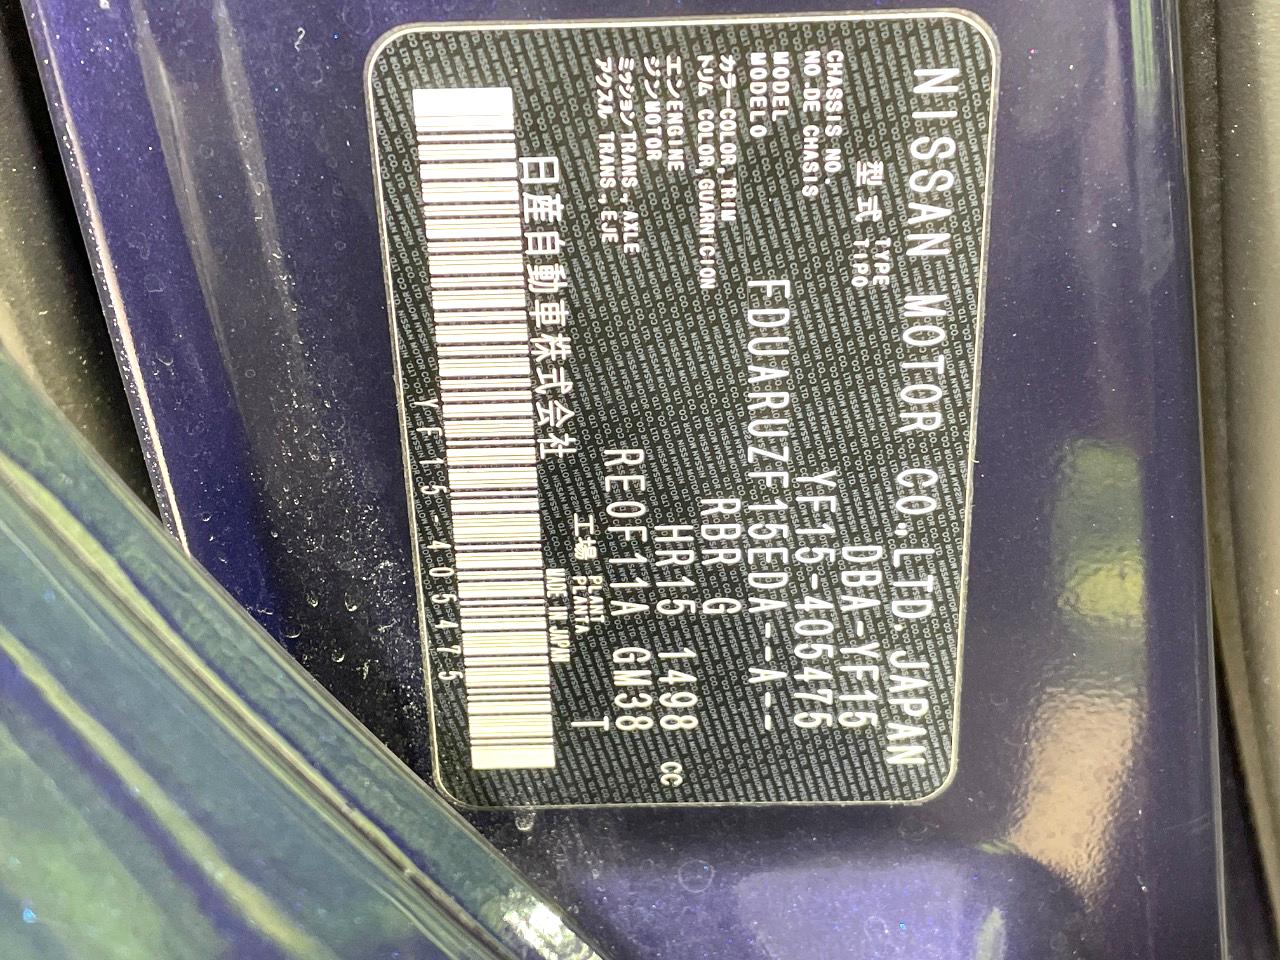 NISSAN MOTOR CO.,LTD. JAPAN
型式 TYPE TIPO DBA-YF15
CHASSIS NO. NO.DE CHASIS YF15-405475
MODEL MODELO FDUARUZF15EDA--A--
カラー COLOR,TRIM トリム COLOR,GUARNICION RBR G
エンジン ENGINE MOTOR HR15 1498 CC
ミッション TRANS.,AXLE アクスル TRANS.,EJE RE0F11A GM38
工場 PLANT PLANTA T
日産自動車株式会社 MADE IN JAPAN
YF15-405475